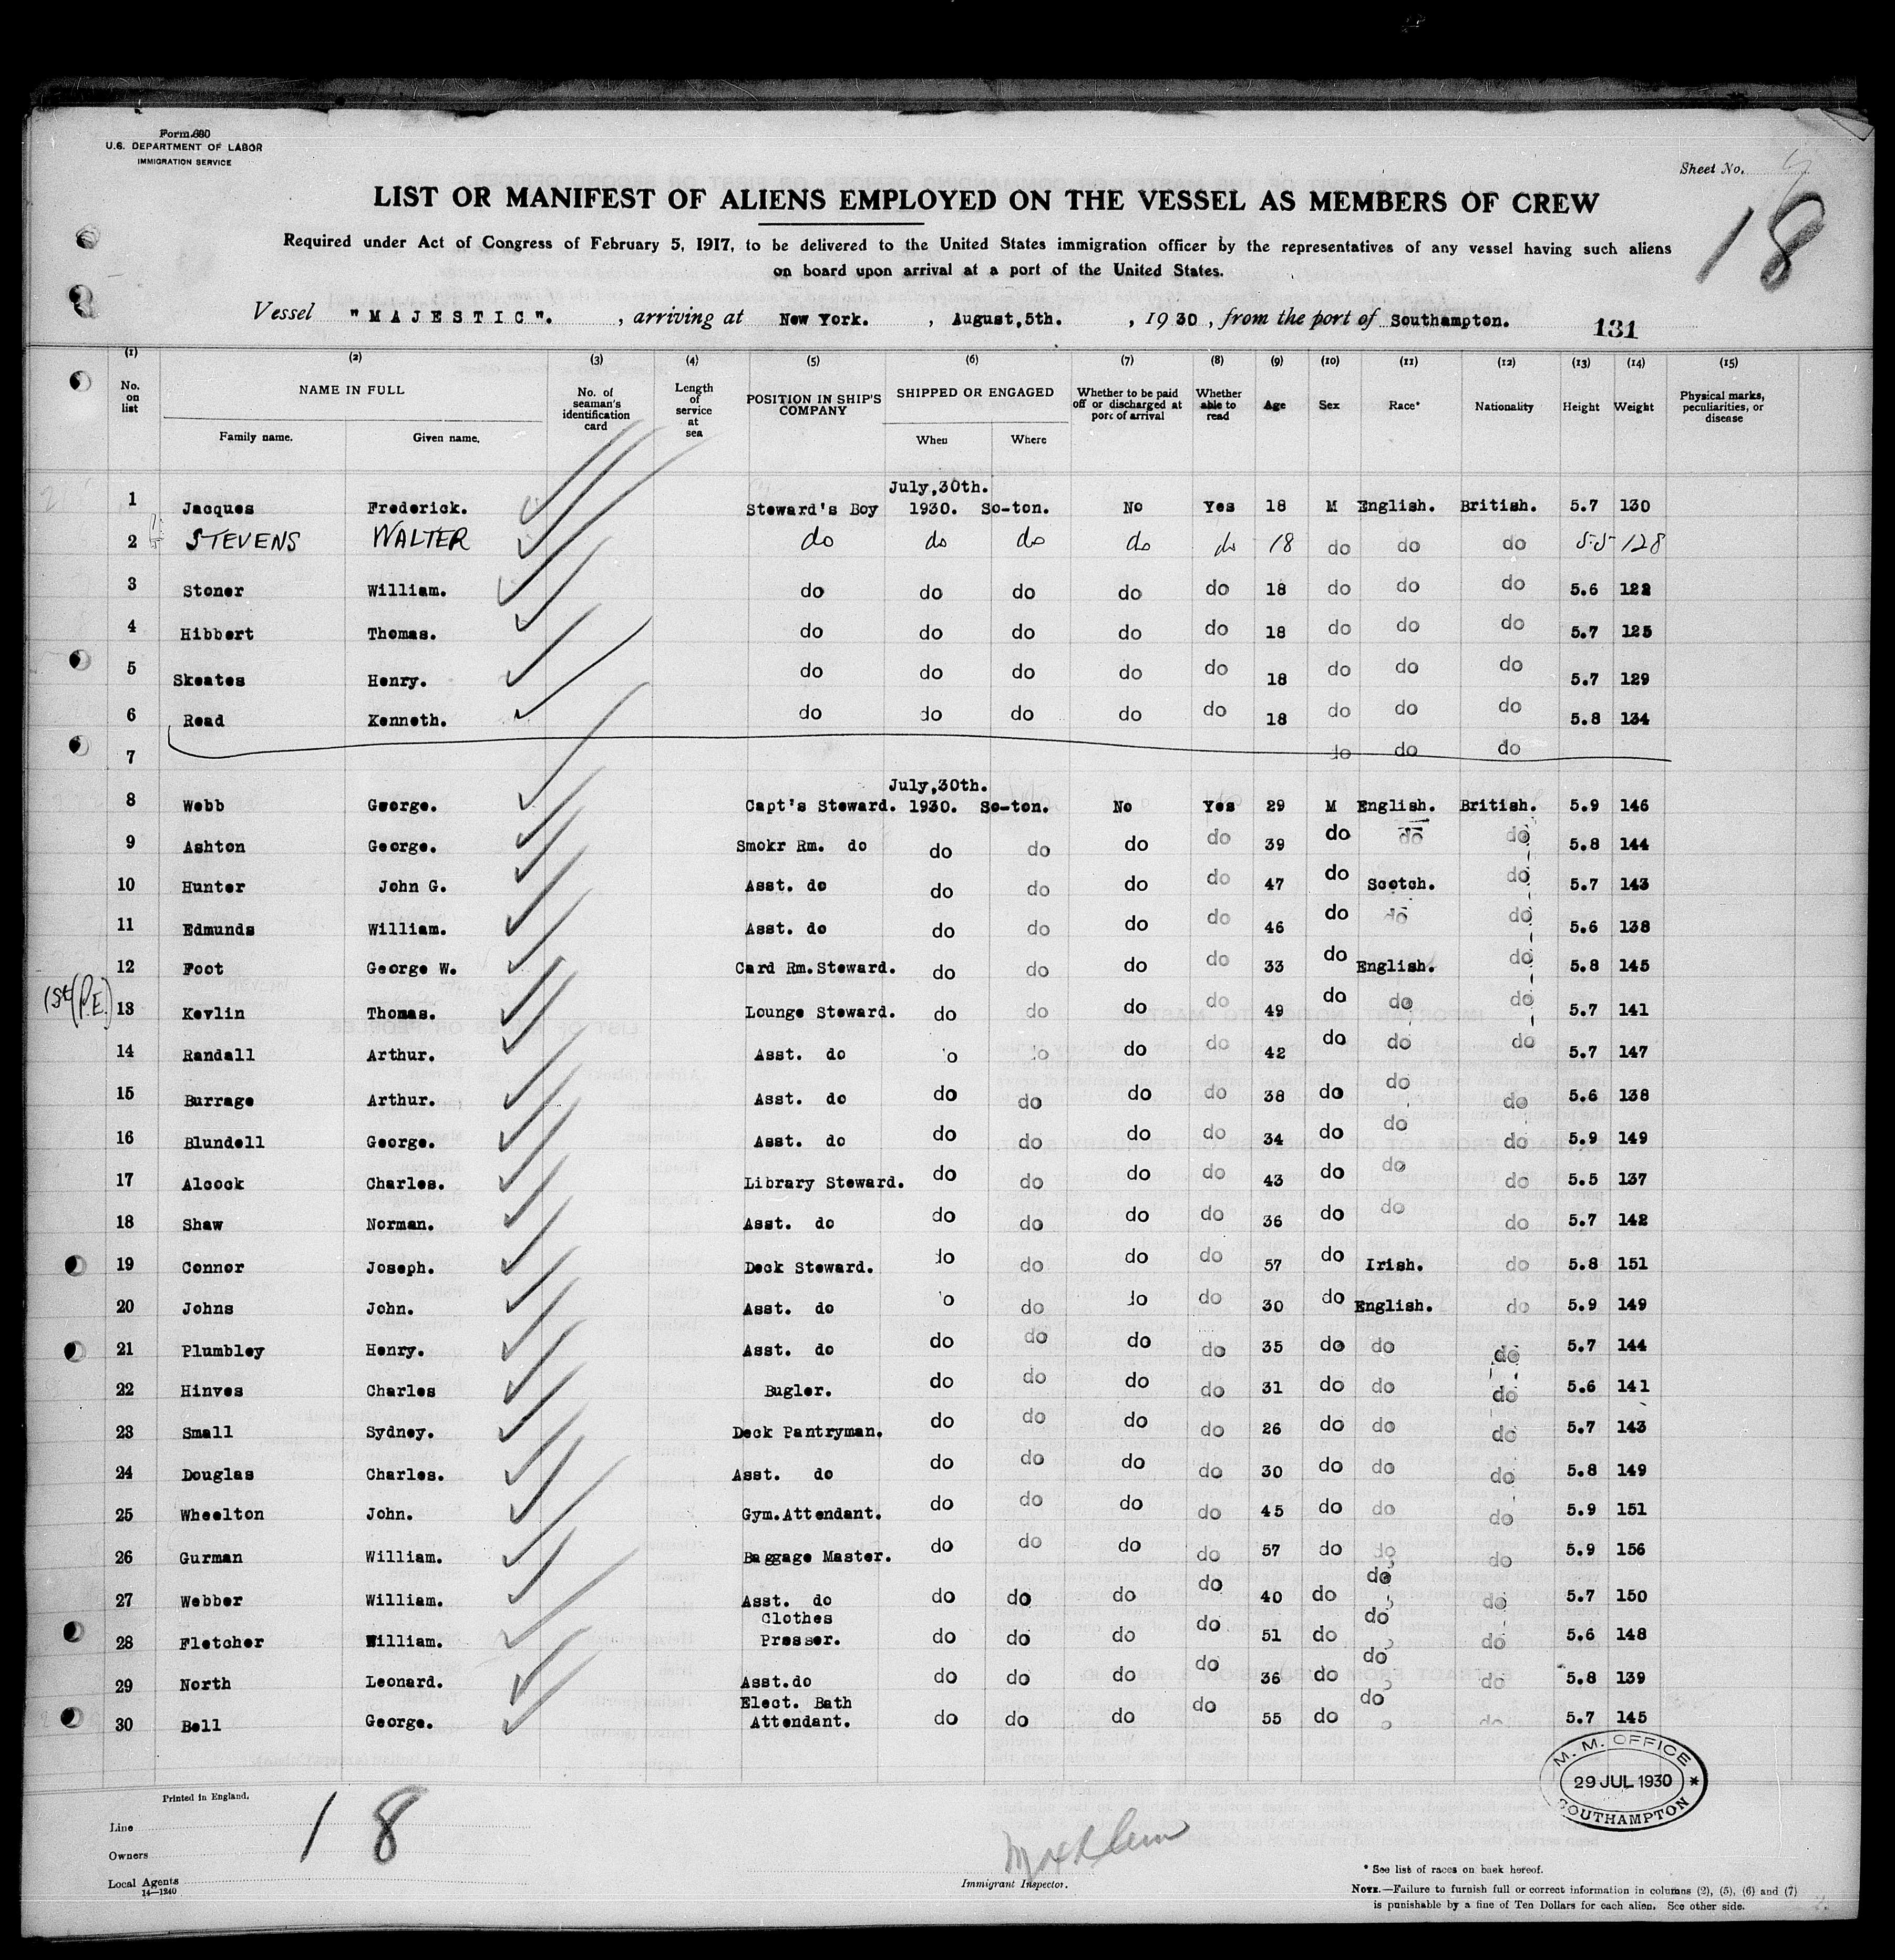 Form 680
U.S. DEPARTMENT OF LABOR
IMMIGRATION SERVICE
Sheet No.
18
LIST OR MANIFEST OF ALIENS EMPLOYED ON THE VESSEL AS MEMBERS OF CREW
Required under Act of Congress of February 5, 1917, to be delivered to the United States immigration officer by the representatives of any vessel having such aliens
on board upon arrival at a port of the United States.
Vessel "MAJESTIC". , arriving at New York. , August,5th. , 1930 , from the port of Southampton. 131
(1) (2) (3) (4) (5) (6) (7) (8) (9) (10) (11) (12) (13) (14) (15)
No. on list NAME IN FULL Family name. Given name. No. of seaman's identification card Length of service at sea POSITION IN SHIP'S COMPANY SHIPPED OR ENGAGED When Where Whether to be paid off or discharged at port of arrival Whether able to read Age Sex Race* Nationality Height Weight Physical marks, peculiarities, or disease
1 Jacques Frederick. Steward's Boy July,30th. 1930. So-ton. No Yes 18 M English. British. 5.7 130
2 STEVENS WALTER do do do do do 18 do do do 5.5 128
3 Stoner William. do do do do do 18 do do do 5.6 122
4 Hibbert Thomas. do do do do do 18 do do do 5.7 125
5 Skeates Henry. do do do do do 18 do do do 5.7 129
6 Read Kenneth. do do do do do 18 do do do 5.8 134
7 do do do
8 Webb George. Capt's Steward. July,30th. 1930. So-ton. No Yes 29 M English. British. 5.9 146
9 Ashton George. Smokr Rm. do do do do do 39 do do do 5.8 144
10 Hunter John G. Asst. do do do do do 47 do Scotch. do 5.7 143
11 Edmunds William. Asst. do do do do do 46 do do do 5.6 138
12 Foot George W. Card Rm.Steward. do do do do 33 do English. do 5.8 145
1st (P.E.) 13 Kevlin Thomas. Lounge Steward. do do do do 49 do do do 5.7 141
14 Randall Arthur. Asst. do do do do do 42 do do do 5.7 147
15 Burrage Arthur. Asst. do do do do do 38 do do do 5.6 138
16 Blundell George. Asst. do do do do do 34 do do do 5.9 149
17 Alcock Charles. Library Steward. do do do do 43 do do do 5.5 137
18 Shaw Norman. Asst. do do do do do 36 do do do 5.7 142
19 Connor Joseph. Deck Steward. do do do do 57 do Irish. do 5.8 151
20 Johns John. Asst. do do do do do 30 do English. do 5.9 149
21 Plumbley Henry. Asst. do do do do do 35 do do do 5.7 144
22 Hinves Charles Bugler. do do do do 31 do do do 5.6 141
23 Small Sydney. Deck Pantryman. do do do do 26 do do do 5.7 143
24 Douglas Charles. Asst. do do do do do 30 do do do 5.8 149
25 Wheelton John. Gym.Attendant. do do do do 45 do do do 5.9 151
26 Gurman William. Baggage Master. do do do do 57 do do do 5.9 156
27 Webber William. Asst. do do do do do 40 do do do 5.7 150
28 Fletcher William. Clothes Presser. do do do do 51 do do do 5.6 148
29 North Leonard. Asst.do do do do do 36 do do do 5.8 139
30 Bell George. Elect. Bath Attendant. do do do do 55 do do do 5.7 145
M. M. OFFICE
29 JUL 1930
SOUTHAMPTON
Printed in England.
18
Line
Owners
Local Agents
14—1240
Immigrant Inspector.
* See list of races on back hereof.
NOTE.—Failure to furnish full or correct information in columns (2), (5), (6) and (7)
is punishable by a fine of Ten Dollars for each alien. See other side.